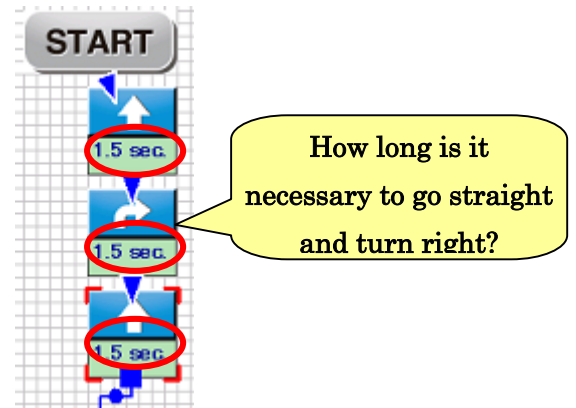 START
1.5 sec.
How long is it
necessary to go straight
and turn right?
1.5 sec.
1.5 sec.